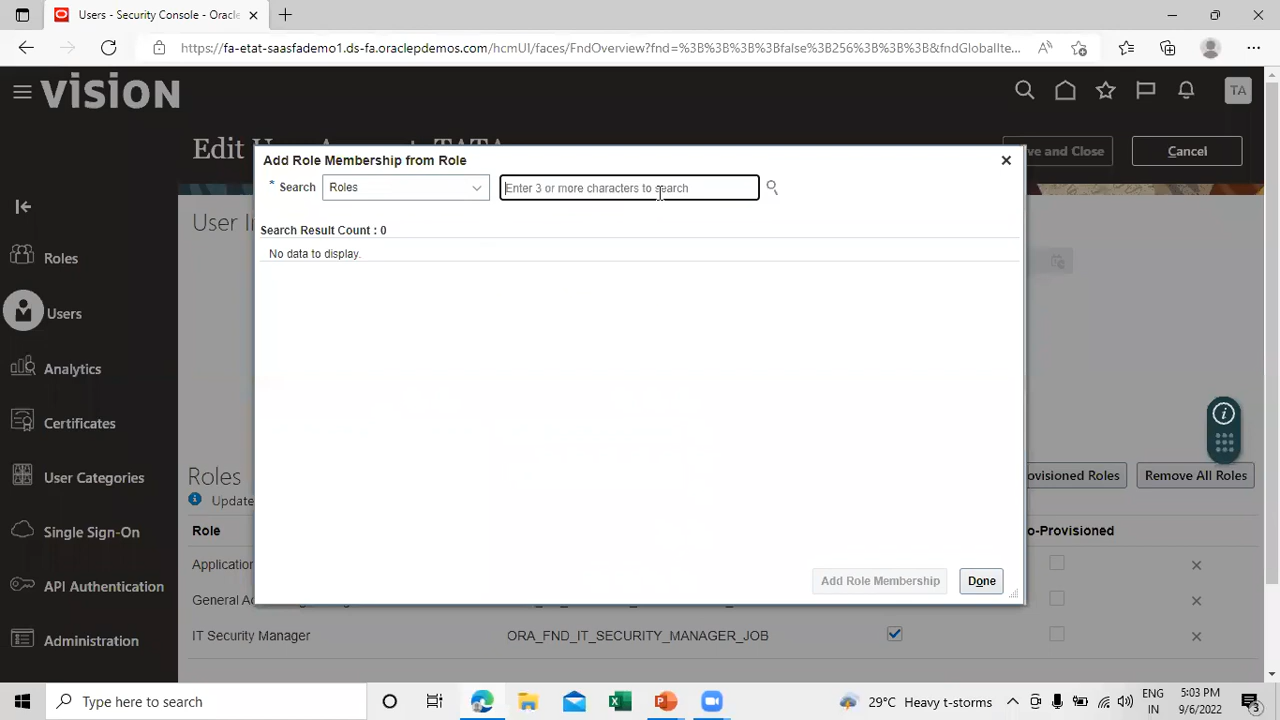 Users - Security Console - Oracle
https://fa-etat-saasfademo1.ds-fa.oraclepdemos.com/hcmUI/faces/FndOverview?fnd=%3B%3B%3B%3Bfalse%3B256%3B%3B%3B&fndGlobalIte...
vision
TA
Edit
TATA
Save and Close
Cancel
Add Role Membership from Role
* Search
Roles
Enter 3 or more characters to search
Search Result Count : 0
No data to display.
User
Roles
Users
Analytics
Certificates
User Categories
Single Sign-On
API Authentication
Administration
Roles
ovisioned Roles
Remove All Roles
Update
Role
o-Provisioned
Application
General
IT Security Manager
ORA_FND_IT_SECURITY_MANAGER_JOB
Add Role Membership
Done
Type here to search
29°C Heavy t-storms
ENG
IN
5:03 PM
9/6/2022
3